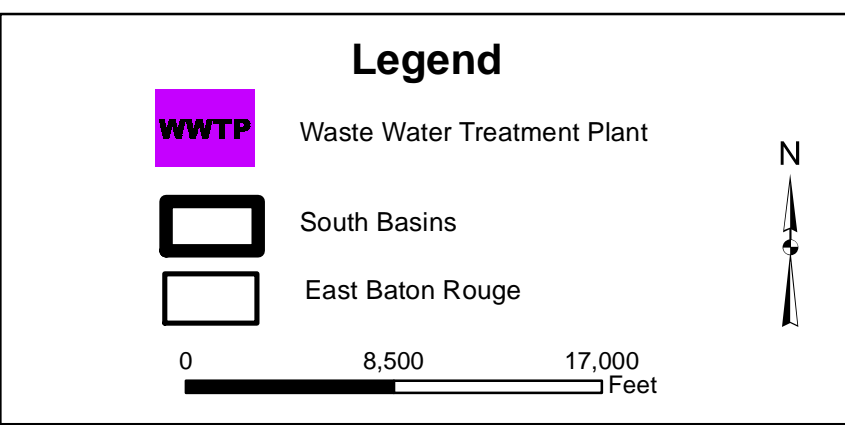 Legend
WWTP Waste Water Treatment Plant
N
South Basins
East Baton Rouge
0 8,500 17,000
Feet